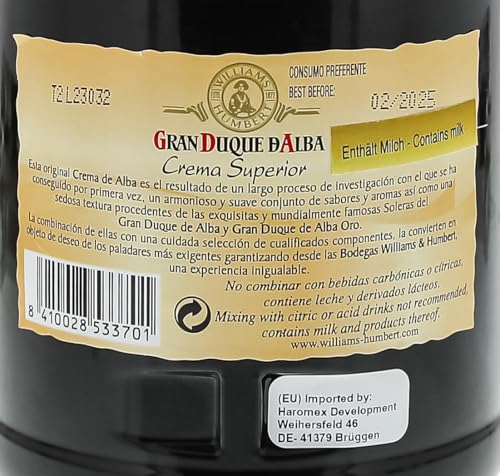 WILLIAMS
HUMBERT
1877
T2 L23032
CONSUMO PREFERENTE
BEST BEFORE:
02/2025
GRAN DUQUE D ALBA
Crema Superior
Enthält Milch - Contains milk
Esta original Crema de Alba es el resultado de un largo proceso de investigación con el que se ha
conseguido por primera vez, un armonioso y suave conjunto de sabores y aromas así como una
sedosa textura procedentes de las exquisitas y mundialmente famosas Soleras del
Gran Duque de Alba y Gran Duque de Alba Oro.
La combinación de ellas con una cuidada selección de cualificados componentes, la convierten en
objeto de deseo de los paladares más exigentes garantizando desde las Bodegas Williams & Humbert,
una experiencia inigualable.
No combinar con bebidas carbónicas o cítricas,
contiene leche y derivados lácteos.
Mixing with citric or acid drinks not recommended,
contains milk and products thereof.
www.williams-humbert.com
8 410028 533701
(EU) Imported by:
Haromex Development
Weihersfeld 46
DE- 41379 Brüggen